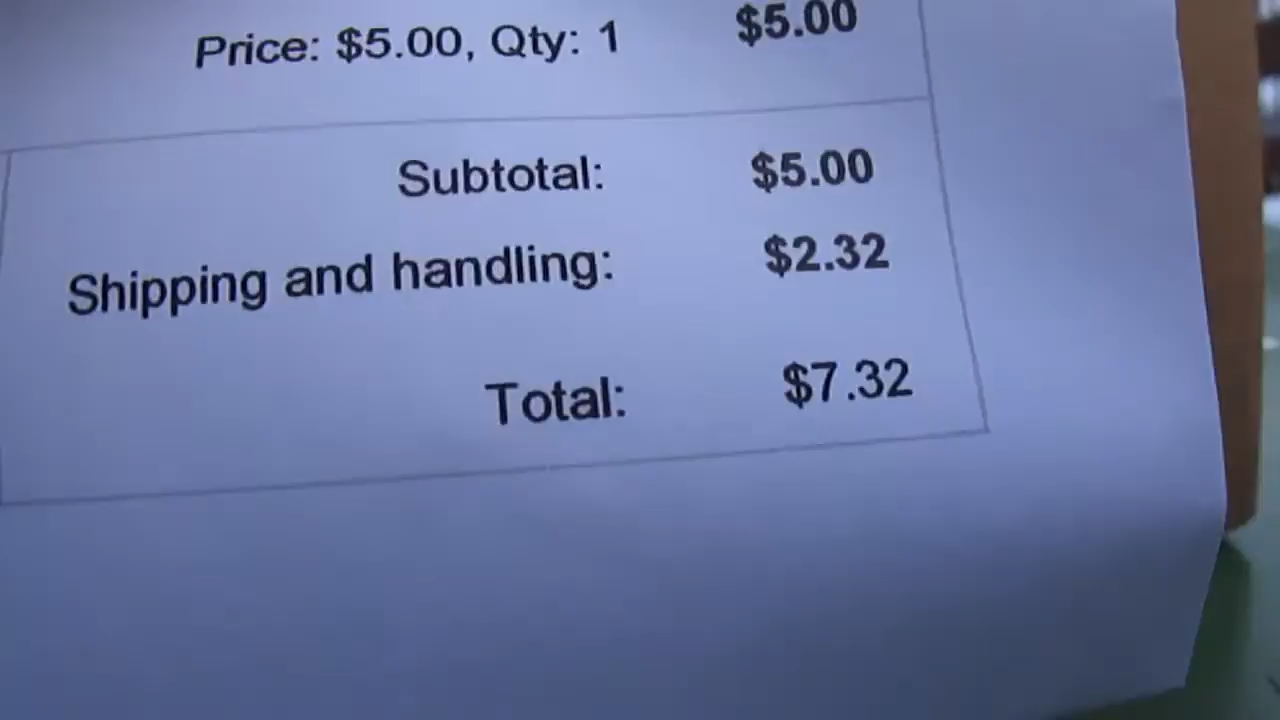 Price: $5.00, Qty: 1 $5.00
Subtotal: $5.00
Shipping and handling: $2.32
Total: $7.32